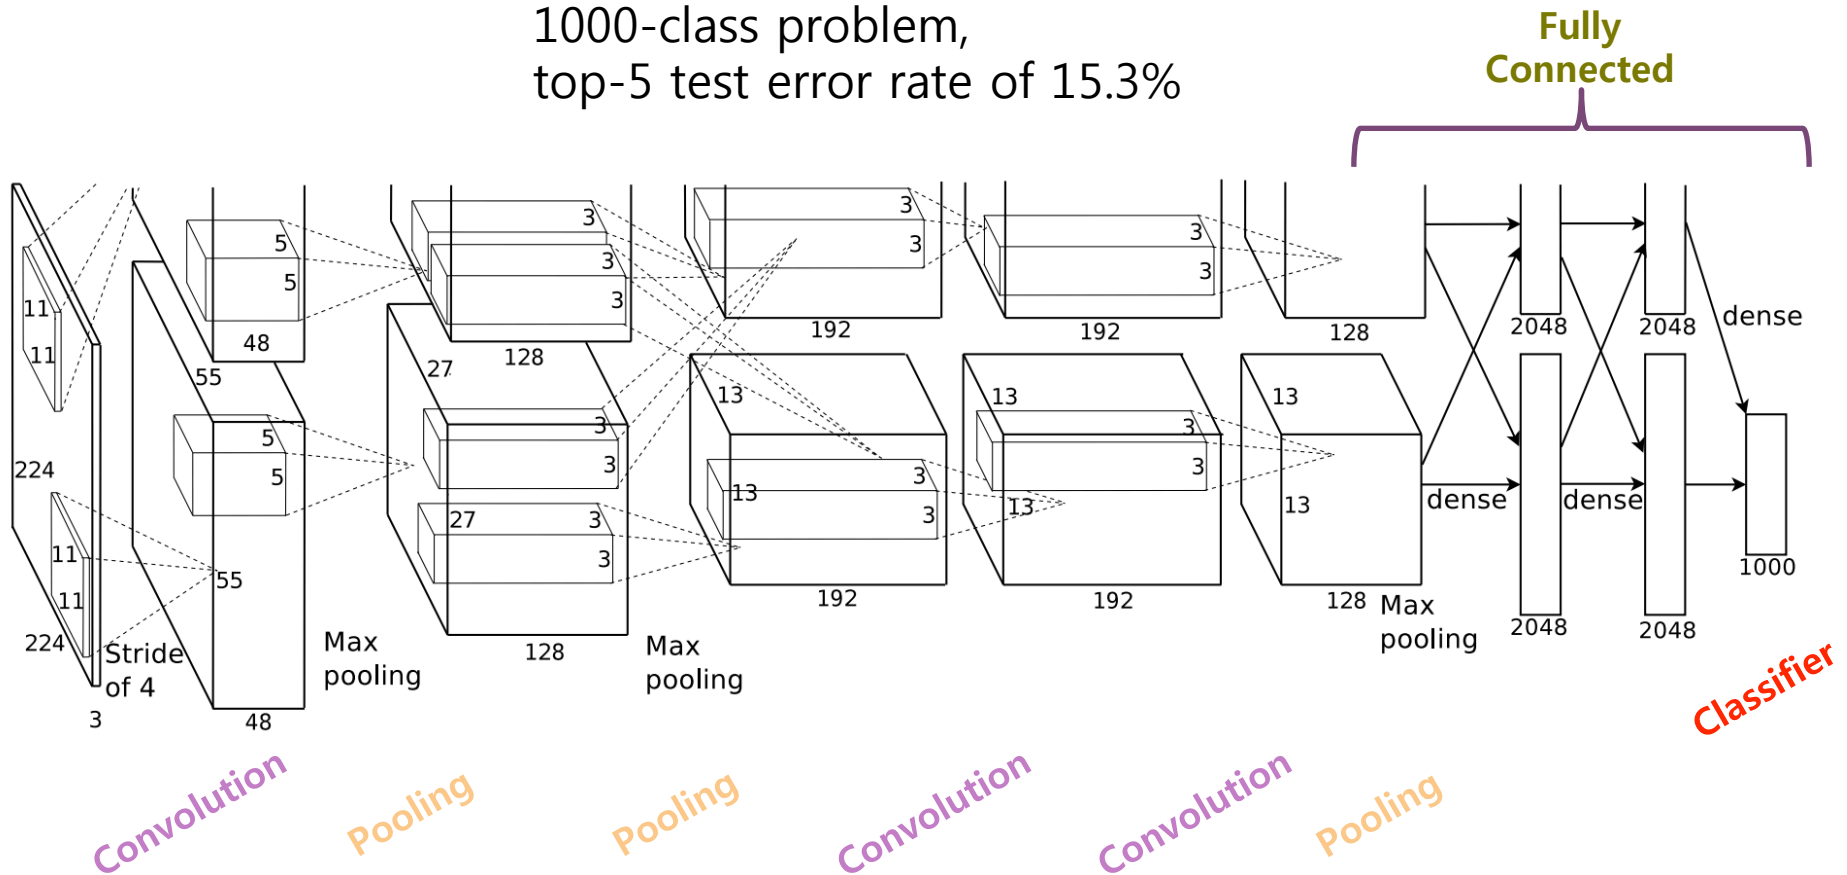 1000-class problem,
top-5 test error rate of 15.3%
Fully
Connected
11
11
5
5
48
3
3
3
3
128
3
3
192
3
3
192
128
2048
2048
dense
55
27
13
13
13
5
5
3
3
224
55
27
3
3
13
3
3
13
3
3
13
dense
dense
11
11
224
3
Stride
of 4
48
Max
pooling
128
Max
pooling
192
192
128
Max
pooling
2048
2048
1000
Classifier
Convolution
Pooling
Pooling
Convolution
Convolution
Pooling